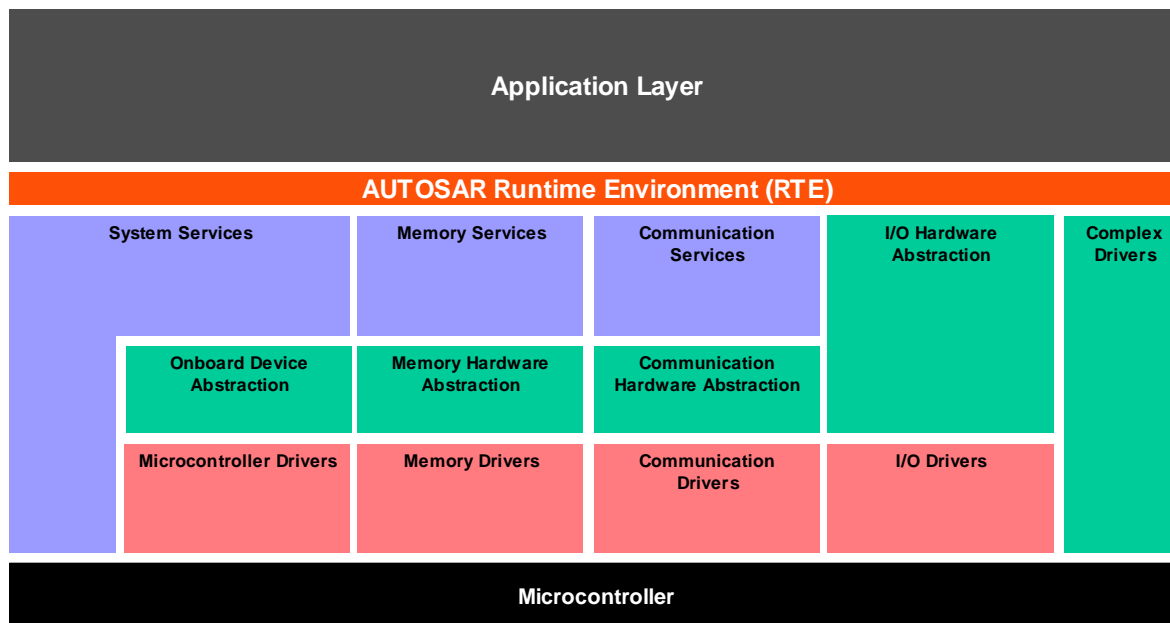 Application Layer
AUTOSAR Runtime Environment (RTE)
System Services
Memory Services
Communication
Services
I/O Hardware
Abstraction
Complex
Drivers
Onboard Device
Abstraction
Memory Hardware
Abstraction
Communication
Hardware Abstraction
Microcontroller Drivers
Memory Drivers
Communication
Drivers
I/O Drivers
Microcontroller